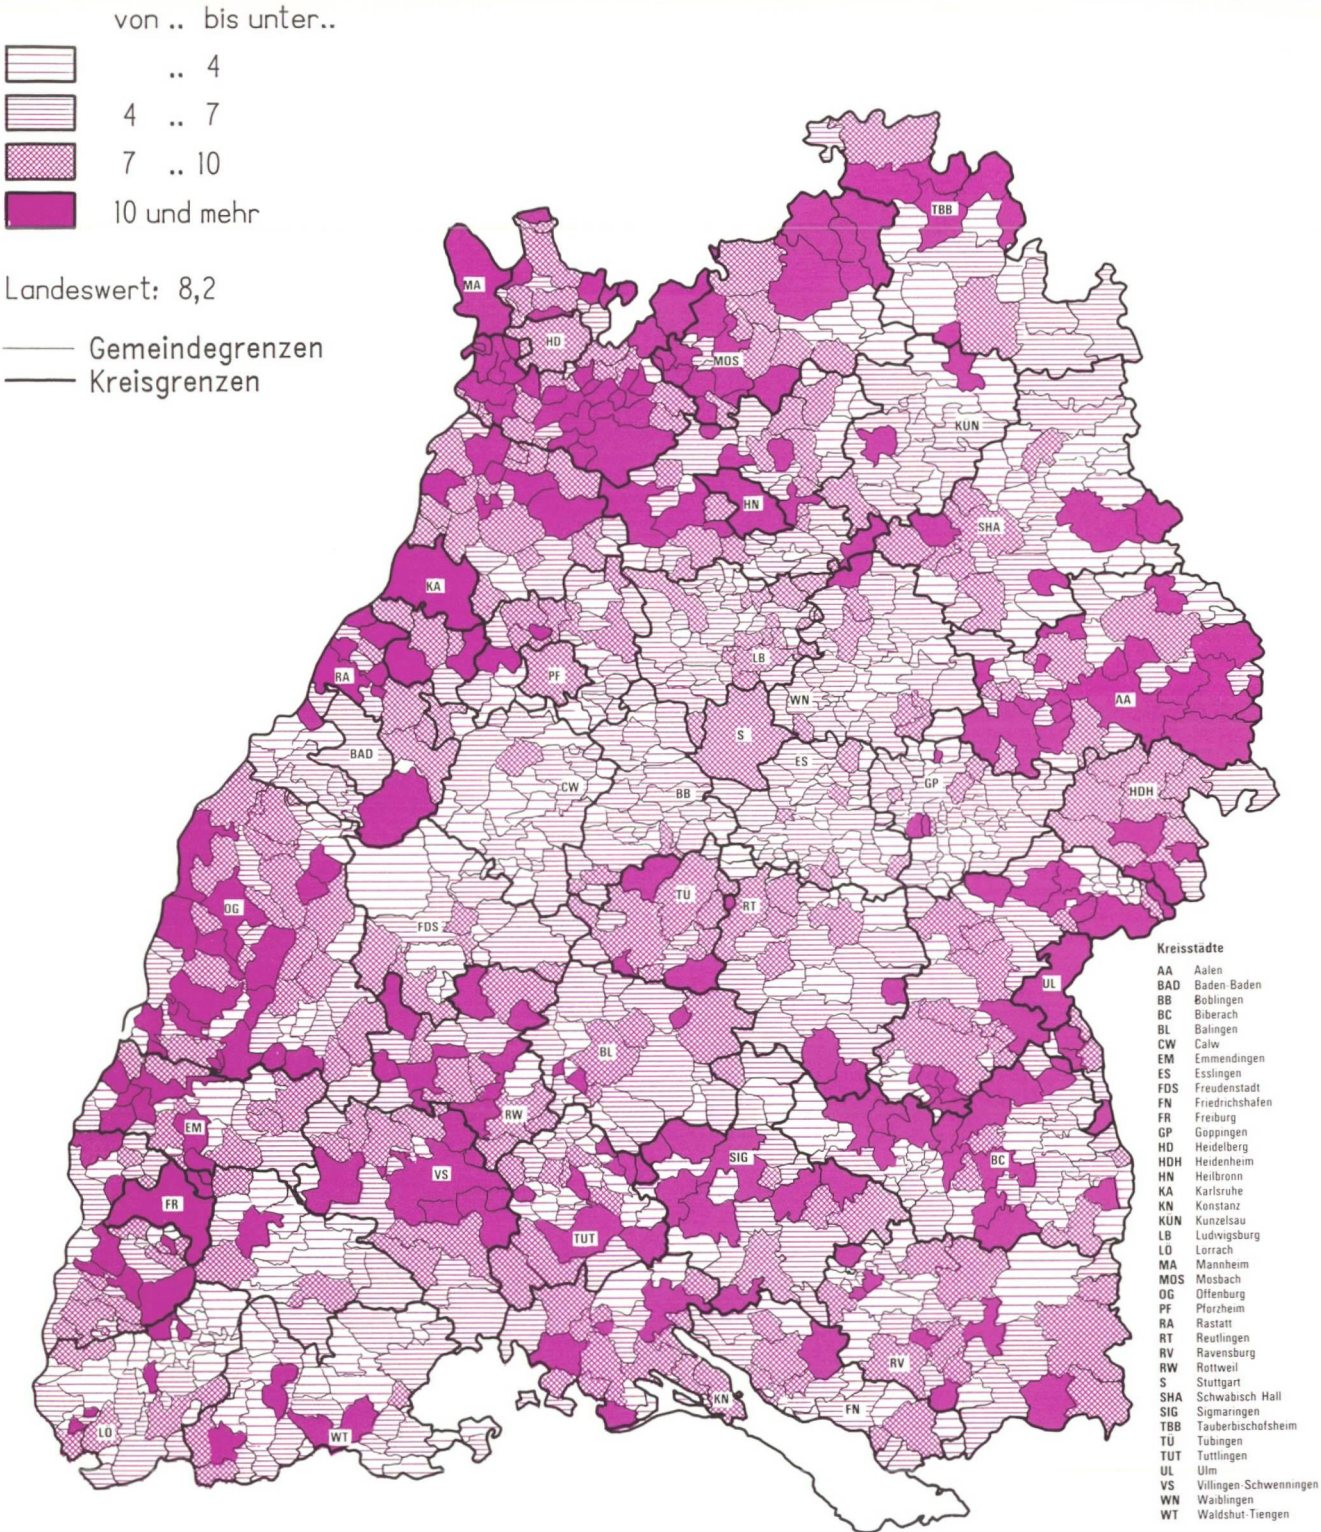 von .. bis unter..
.. 4
4 .. 7
7 .. 10
10 und mehr
Landeswert: 8,2
Gemeindegrenzen
Kreisgrenzen
TBB
MA
HD
MOS
KÜN
HN
SHA
KA
LB
RA
PF
WN
AA
S
BAD
ES
GP
CW
BB
HDH
TÜ
RT
OG
FDS
UL
BL
RW
EM
SIG
BC
VS
FR
TUT
RV
KN
FN
LÖ
WT
Kreisstädte
AA Aalen
BAD Baden-Baden
BB Böblingen
BC Biberach
BL Balingen
CW Calw
EM Emmendingen
ES Esslingen
FDS Freudenstadt
FN Friedrichshafen
FR Freiburg
GP Göppingen
HD Heidelberg
HDH Heidenheim
HN Heilbronn
KA Karlsruhe
KN Konstanz
KÜN Künzelsau
LB Ludwigsburg
LÖ Lörrach
MA Mannheim
MOS Mosbach
OG Offenburg
PF Pforzheim
RA Rastatt
RT Reutlingen
RV Ravensburg
RW Rottweil
S Stuttgart
SHA Schwäbisch Hall
SIG Sigmaringen
TBB Tauberbischofsheim
TÜ Tübingen
TUT Tuttlingen
UL Ulm
VS Villingen-Schwenningen
WN Waiblingen
WT Waldshut-Tiengen